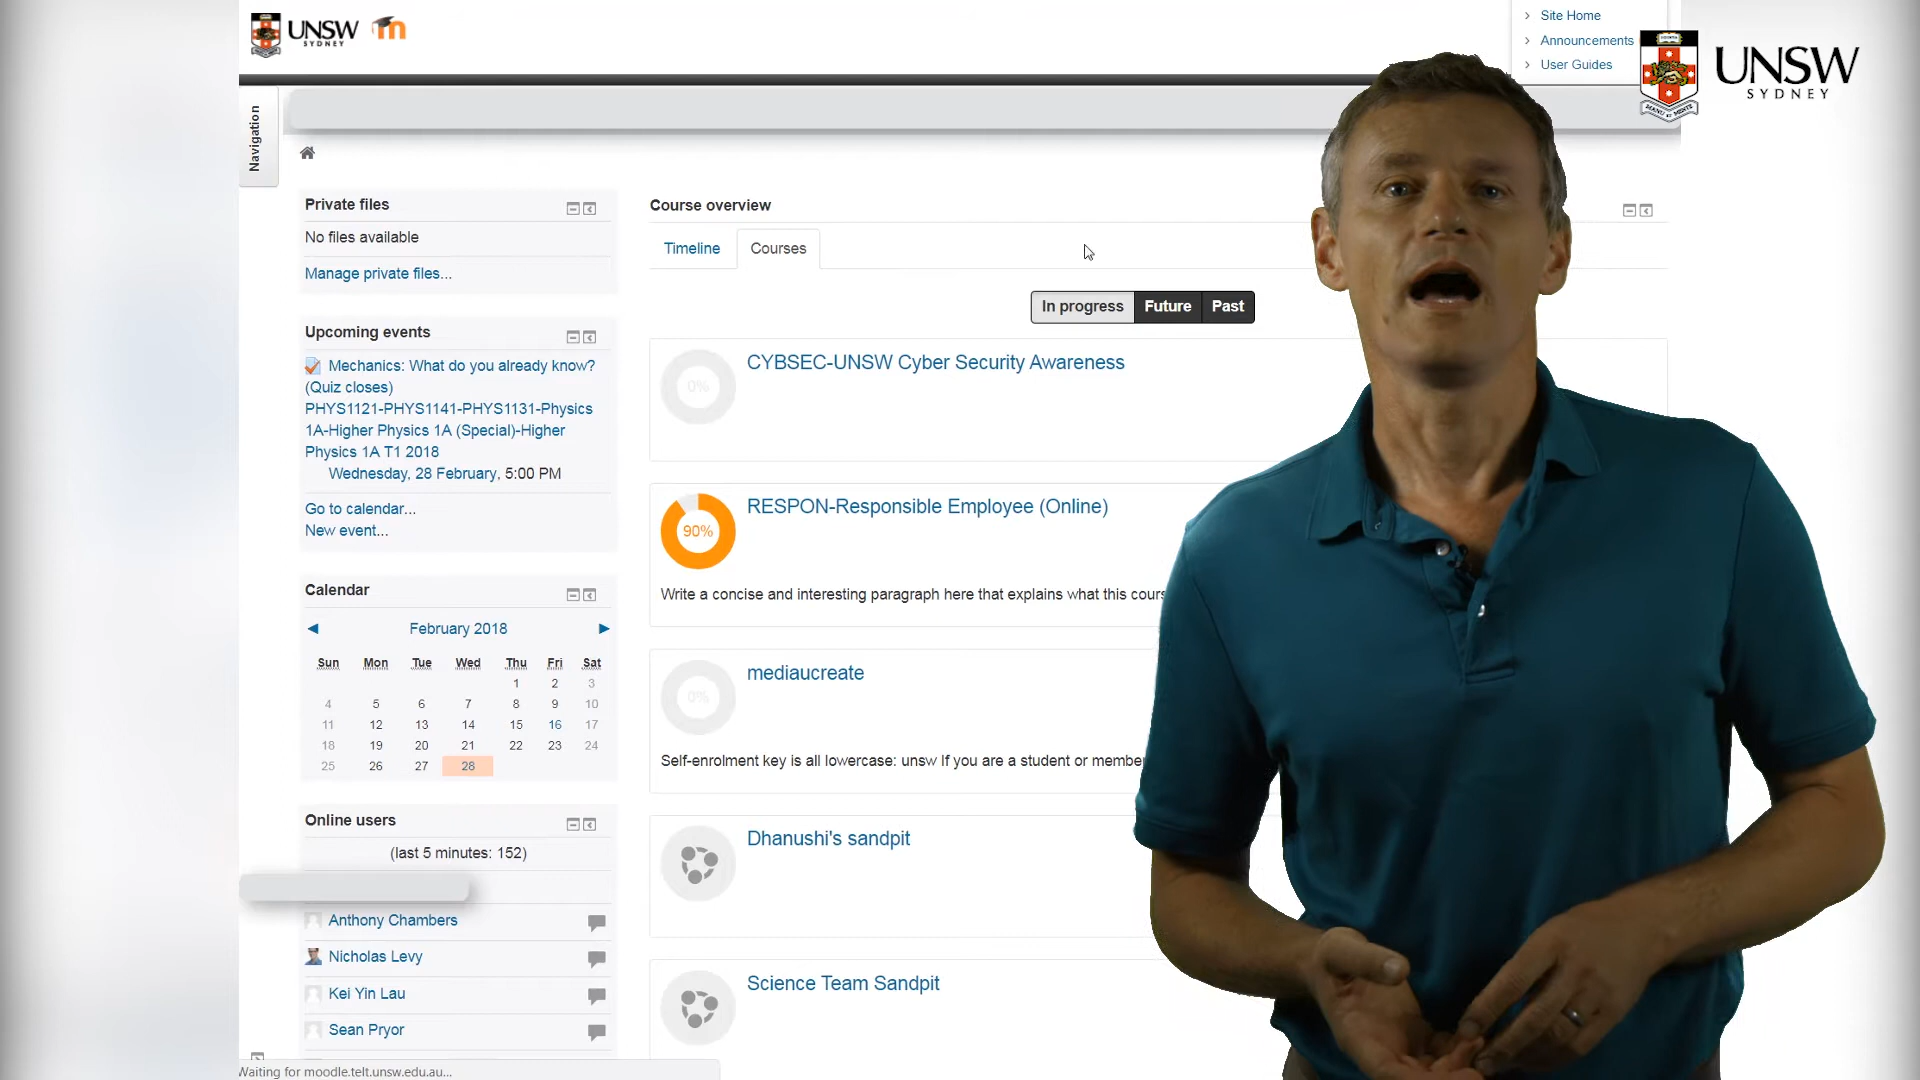 UNSW
SYDNEY
Site Home
Announcements
User Guides
UNSW
SYDNEY
Navigation
Private files
No files available
Manage private files...
Upcoming events
Mechanics: What do you already know?
(Quiz closes)
PHYS1121-PHYS1141-PHYS1131-Physics
1A-Higher Physics 1A (Special)-Higher
Physics 1A T1 2018
Wednesday, 28 February, 5:00 PM
Go to calendar...
New event...
Calendar
February 2018
Sun Mon Tue Wed Thu Fri Sat
1 2 3
4 5 6 7 8 9 10
11 12 13 14 15 16 17
18 19 20 21 22 23 24
25 26 27 28
Online users
(last 5 minutes: 152)
Anthony Chambers
Nicholas Levy
Kei Yin Lau
Sean Pryor
Course overview
Timeline Courses
In progress Future Past
0%
CYBSEC-UNSW Cyber Security Awareness
90%
RESPON-Responsible Employee (Online)
Write a concise and interesting paragraph here that explains what this cours
0%
mediaucreate
Self-enrolment key is all lowercase: unsw If you are a student or member
Dhanushi's sandpit
Science Team Sandpit
Waiting for moodle.telt.unsw.edu.au...